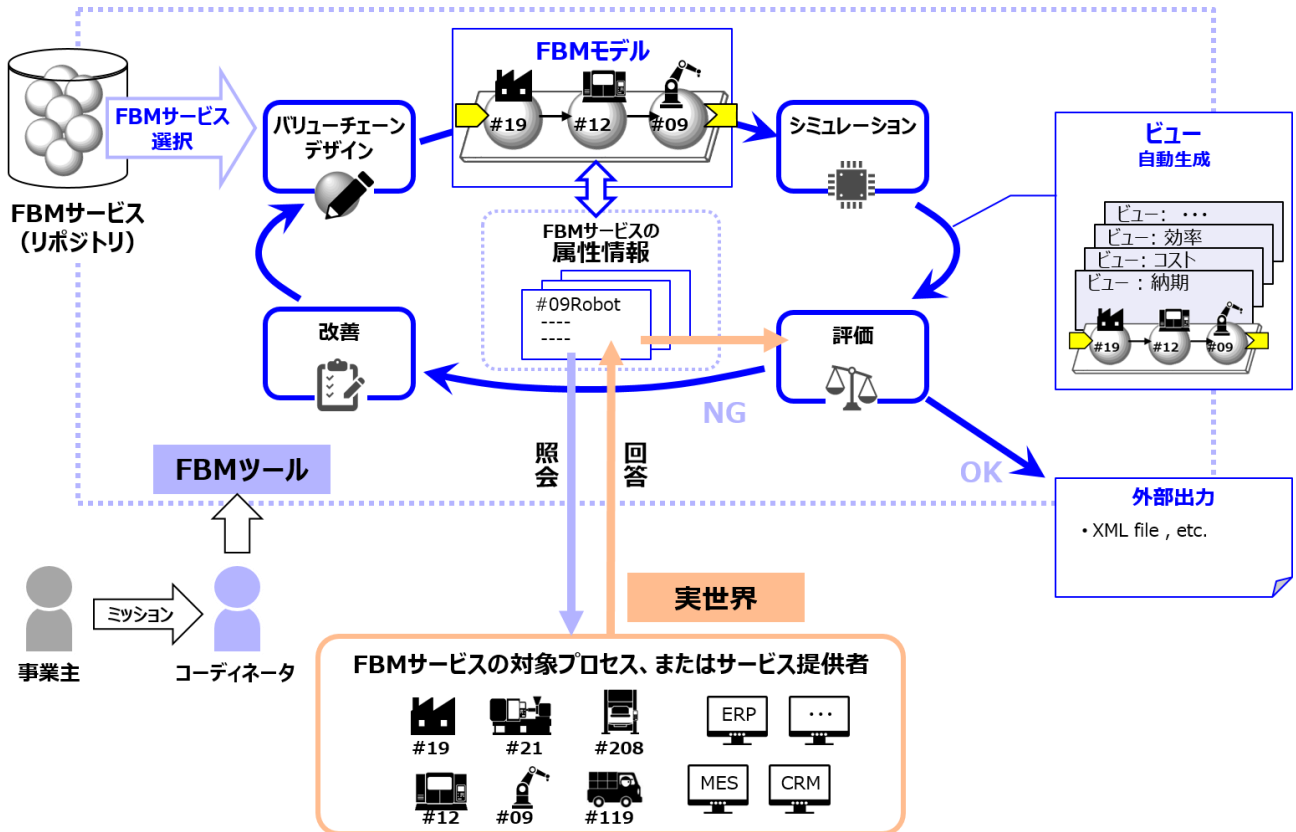 FBMサービス
（リポジトリ）
FBMサービス
選択
バリューチェーン
デザイン
FBMモデル
#19
#12
#09
シミュレーション
ビュー
自動生成
ビュー： ･･･
ビュー： 効率
ビュー： コスト
ビュー ： 納期
#19
#12
#09
FBMサービスの
属性情報
#09Robot
----
----
改善
評価
NG
OK
照会
回答
外部出力
・XML file , etc.
FBMツール
事業主
ミッション
コーディネータ
実世界
FBMサービスの対象プロセス、またはサービス提供者
#19
#21
#208
ERP
･･･
#12
#09
#119
MES
CRM